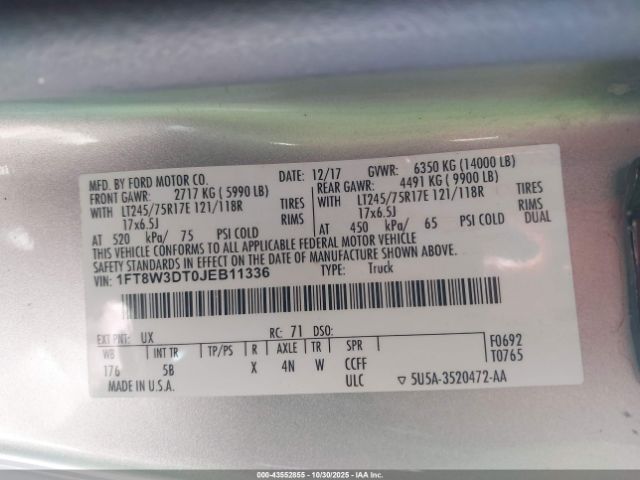 MFD. BY FORD MOTOR CO.
DATE: 12/17 GVWR: 6350 KG (14000 LB)
FRONT GAWR: 2717 KG ( 5990 LB) REAR GAWR: 4491 KG ( 9900 LB)
WITH LT245/75R17E 121/118R TIRES WITH LT245/75R17E 121/118R TIRES
17x6.5J RIMS 17x6.5J RIMS
AT 520 kPa/ 75 PSI COLD AT 450 kPa/ 65 PSI COLD DUAL
THIS VEHICLE CONFORMS TO ALL APPLICABLE FEDERAL MOTOR VEHICLE
SAFETY STANDARDS IN EFFECT ON THE DATE OF MANUFACTURE SHOWN ABOVE.
VIN: 1FT8W3DT0JEB11336 TYPE: Truck
EXT PNT: UX RC: 71 DSO:
WB INT TR TP/PS R AXLE TR SPR F0692
176 5B X 4N W CCFF T0765
MADE IN U.S.A. ULC ▽ 5U5A-3520472-AA
000-43552855 | 10/30/2025 | IAAI.COM